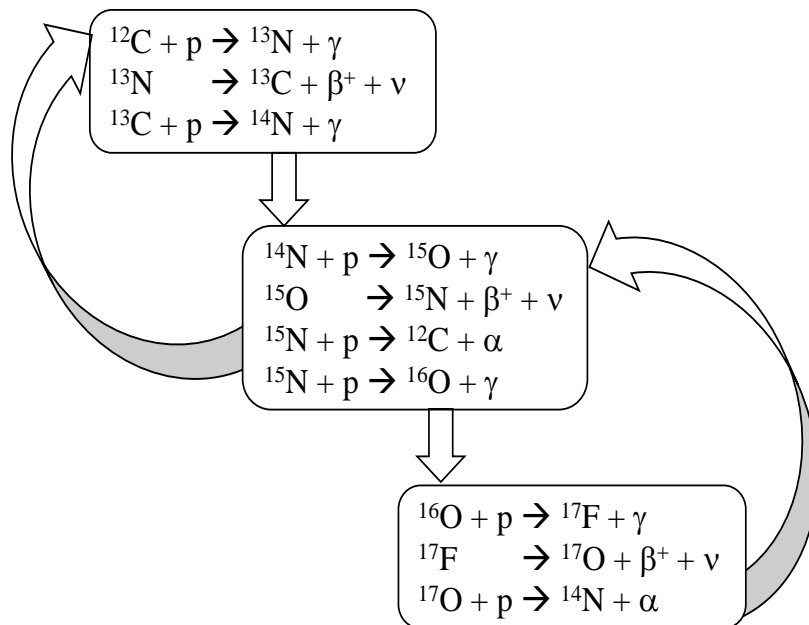 ¹²C + p → ¹³N + γ
¹³N → ¹³C + β⁺ + ν
¹³C + p → ¹⁴N + γ
¹⁴N + p → ¹⁵O + γ
¹⁵O → ¹⁵N + β⁺ + ν
¹⁵N + p → ¹²C + α
¹⁵N + p → ¹⁶O + γ
¹⁶O + p → ¹⁷F + γ
¹⁷F → ¹⁷O + β⁺ + ν
¹⁷O + p → ¹⁴N + α